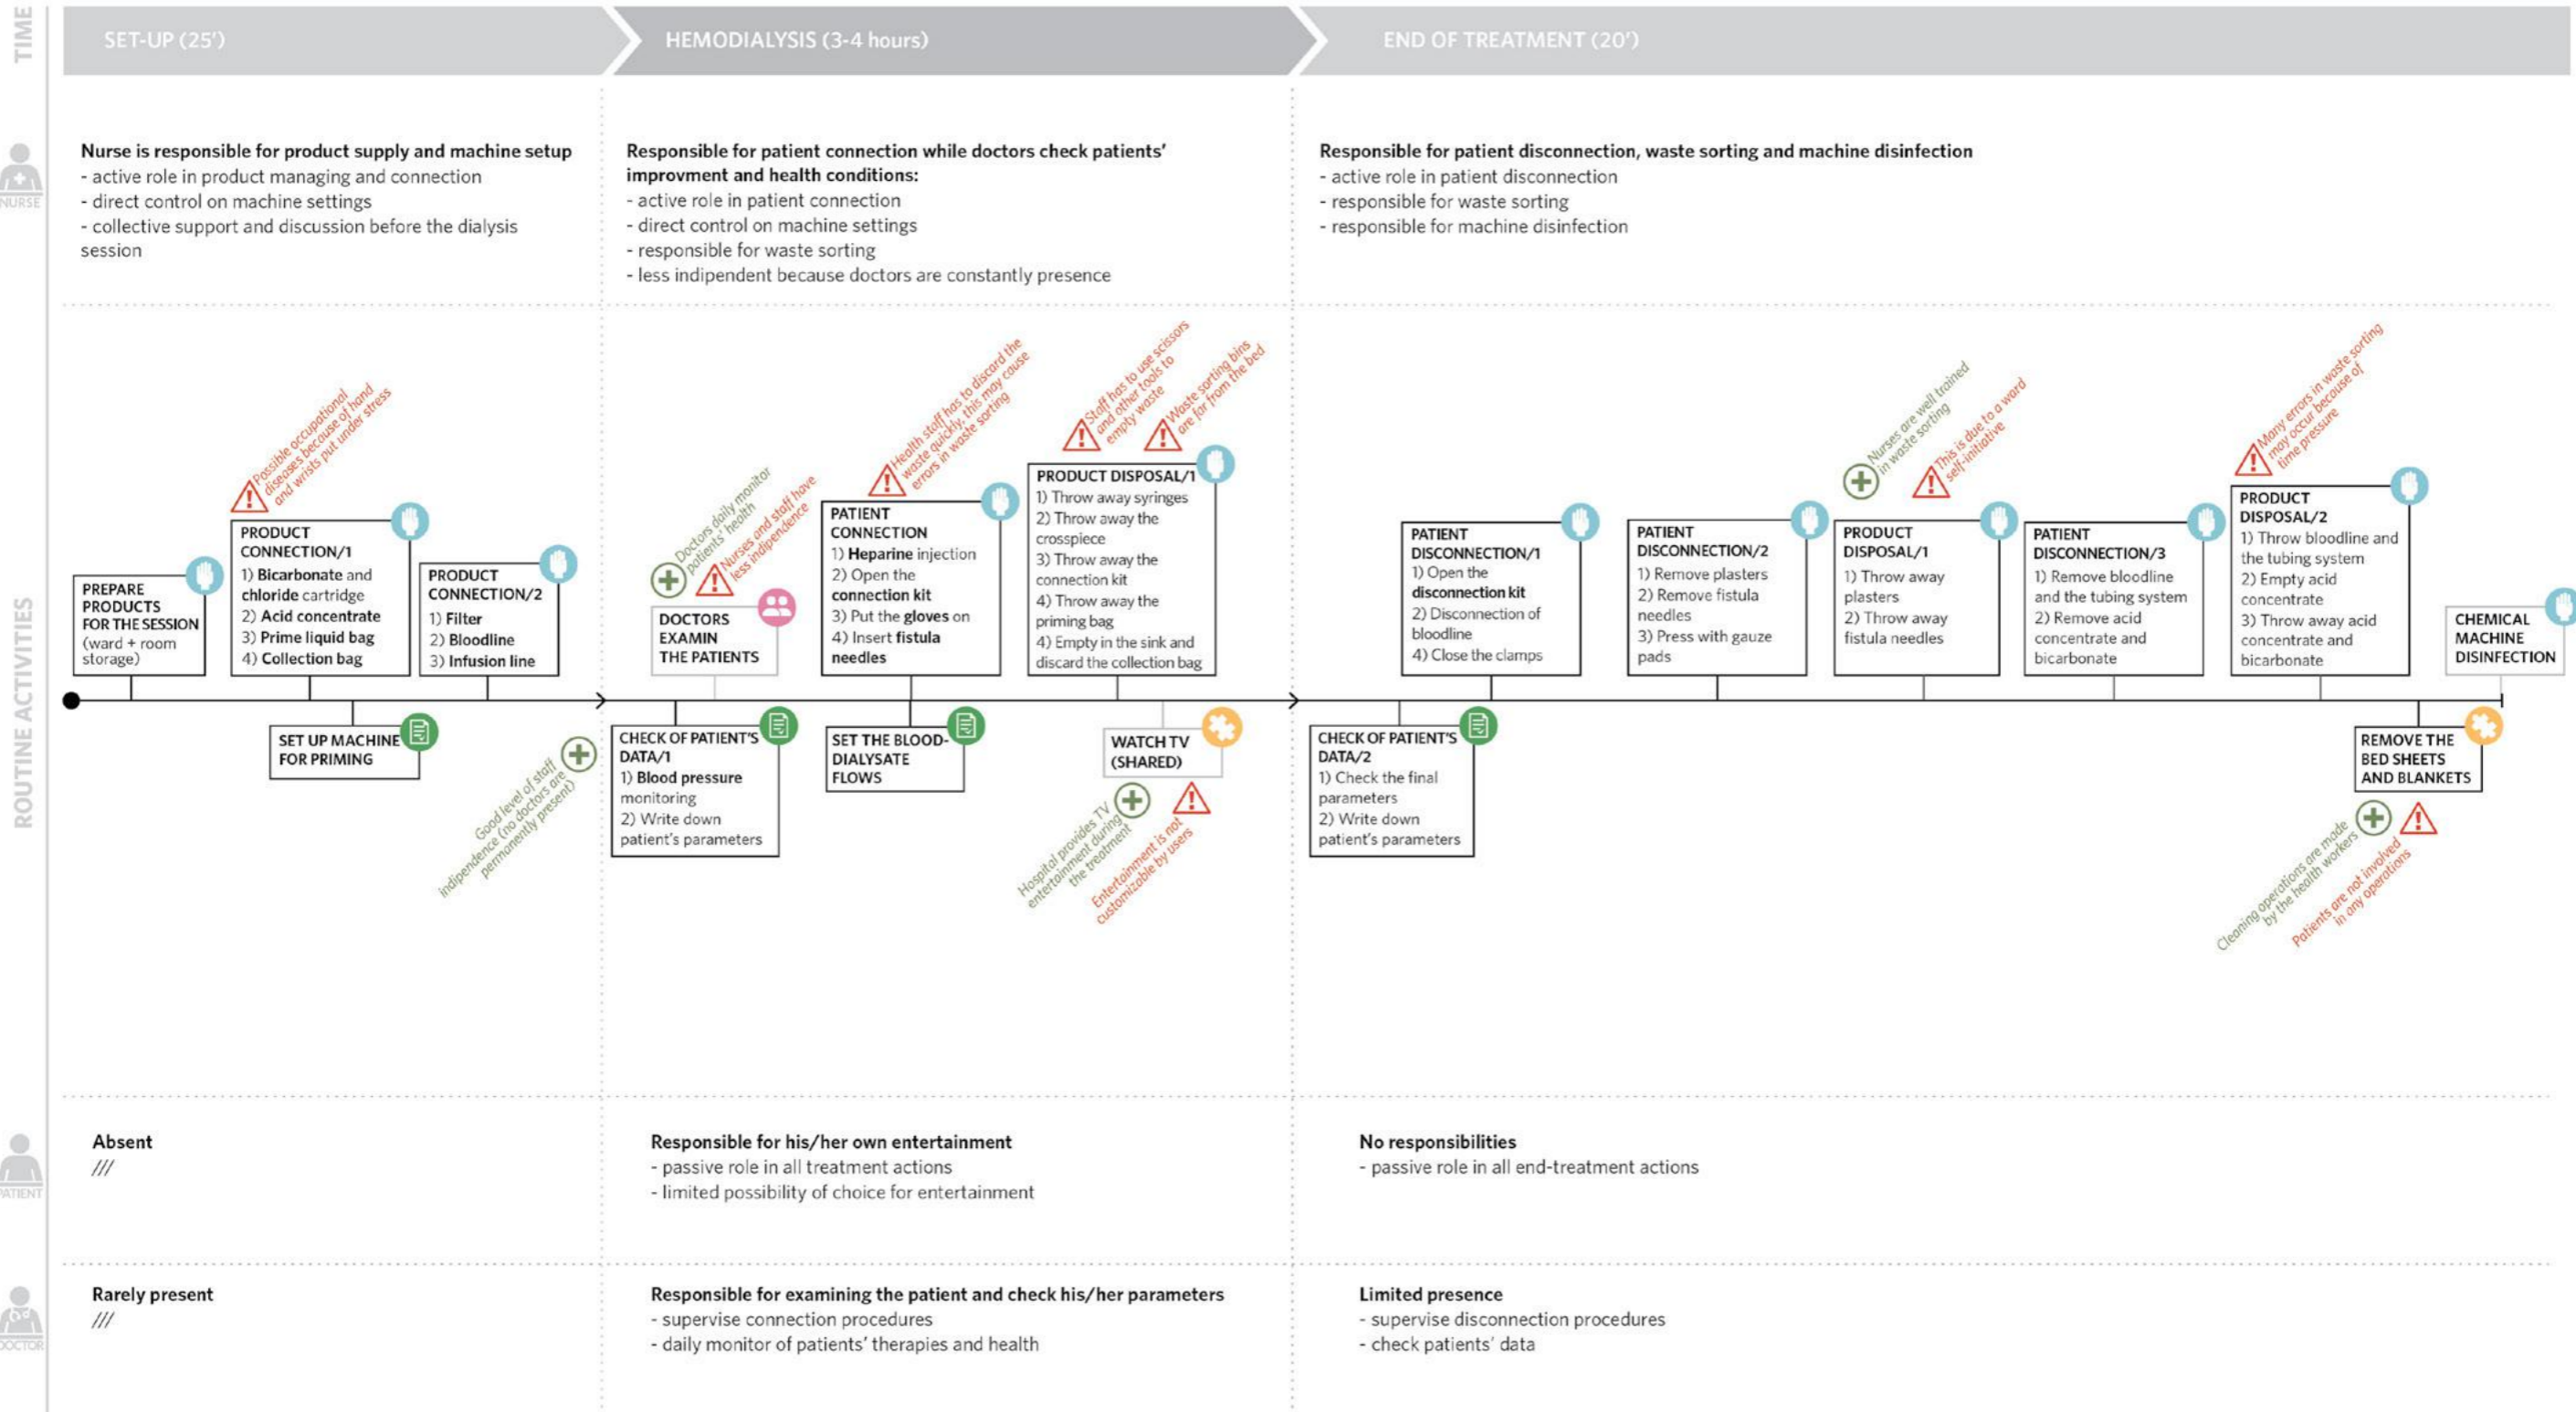 TIME
SET-UP (25')
HEMODIALYSIS (3-4 hours)
END OF TREATMENT (20')
NURSE
Nurse is responsible for product supply and machine setup
- active role in product managing and connection
- direct control on machine settings
- collective support and discussion before the dialysis
session
Responsible for patient connection while doctors check patients'
improvment and health conditions:
- active role in patient connection
- direct control on machine settings
- responsible for waste sorting
- less indipendent because doctors are constantly presence
Responsible for patient disconnection, waste sorting and machine disinfection
- active role in patient disconnection
- responsible for waste sorting
- responsible for machine disinfection
ROUTINE ACTIVITIES
PREPARE
PRODUCTS
FOR THE SESSION
(ward + room
storage)
Possible occupational
diseases because of hand
and wrists put under stress
PRODUCT
CONNECTION/1
1) Bicarbonate and
chloride cartridge
2) Acid concentrate
3) Prime liquid bag
4) Collection bag
PRODUCT
CONNECTION/2
1) Filter
2) Bloodline
3) Infusion line
SET UP MACHINE
FOR PRIMING
Good level of staff
indipendence (no doctors are
permanently present)
Doctors daily monitor
patients' health
Nurses and staff have
less indipendence
DOCTORS
EXAMIN
THE PATIENTS
Health staff has to discard the
waste quickly, this may cause
errors in waste sorting
PATIENT
CONNECTION
1) Heparine injection
2) Open the
connection kit
3) Put the gloves on
4) Insert fistula
needles
Staff has to use scissors
and other tools to
empty waste
Waste sorting bins
are far from the bed
PRODUCT DISPOSAL/1
1) Throw away syringes
2) Throw away the
crosspiece
3) Throw away the
connection kit
4) Throw away the
priming bag
4) Empty in the sink and
discard the collection bag
CHECK OF PATIENT'S
DATA/1
1) Blood pressure
monitoring
2) Write down
patient's parameters
SET THE BLOOD-
DIALYSATE
FLOWS
WATCH TV
(SHARED)
Hospital provides TV
entertainment during
the treatment
Entertainment is not
customizable by users
PATIENT
DISCONNECTION/1
1) Open the
disconnection kit
2) Disconnection of
bloodline
4) Close the clamps
PATIENT
DISCONNECTION/2
1) Remove plasters
2) Remove fistula
needles
3) Press with gauze
pads
Nurses are well trained
in waste sorting
This is due to a ward
self-initiative
PRODUCT
DISPOSAL/1
1) Throw away
plasters
2) Throw away
fistula needles
PATIENT
DISCONNECTION/3
1) Remove bloodline
and the tubing system
2) Remove acid
concentrate and
bicarbonate
Many errors in waste sorting
may occur because of
time pressure
PRODUCT
DISPOSAL/2
1) Throw bloodline and
the tubing system
2) Empty acid
concentrate
3) Throw away acid
concentrate and
bicarbonate
CHEMICAL
MACHINE
DISINFECTION
CHECK OF PATIENT'S
DATA/2
1) Check the final
parameters
2) Write down
patient's parameters
REMOVE THE
BED SHEETS
AND BLANKETS
Cleaning operations are made
by the health workers
Patients are not involved
in any operations
PATIENT
Absent
///
Responsible for his/her own entertainment
- passive role in all treatment actions
- limited possibility of choice for entertainment
No responsibilities
- passive role in all end-treatment actions
DOCTOR
Rarely present
///
Responsible for examining the patient and check his/her parameters
- supervise connection procedures
- daily monitor of patients' therapies and health
Limited presence
- supervise disconnection procedures
- check patients' data